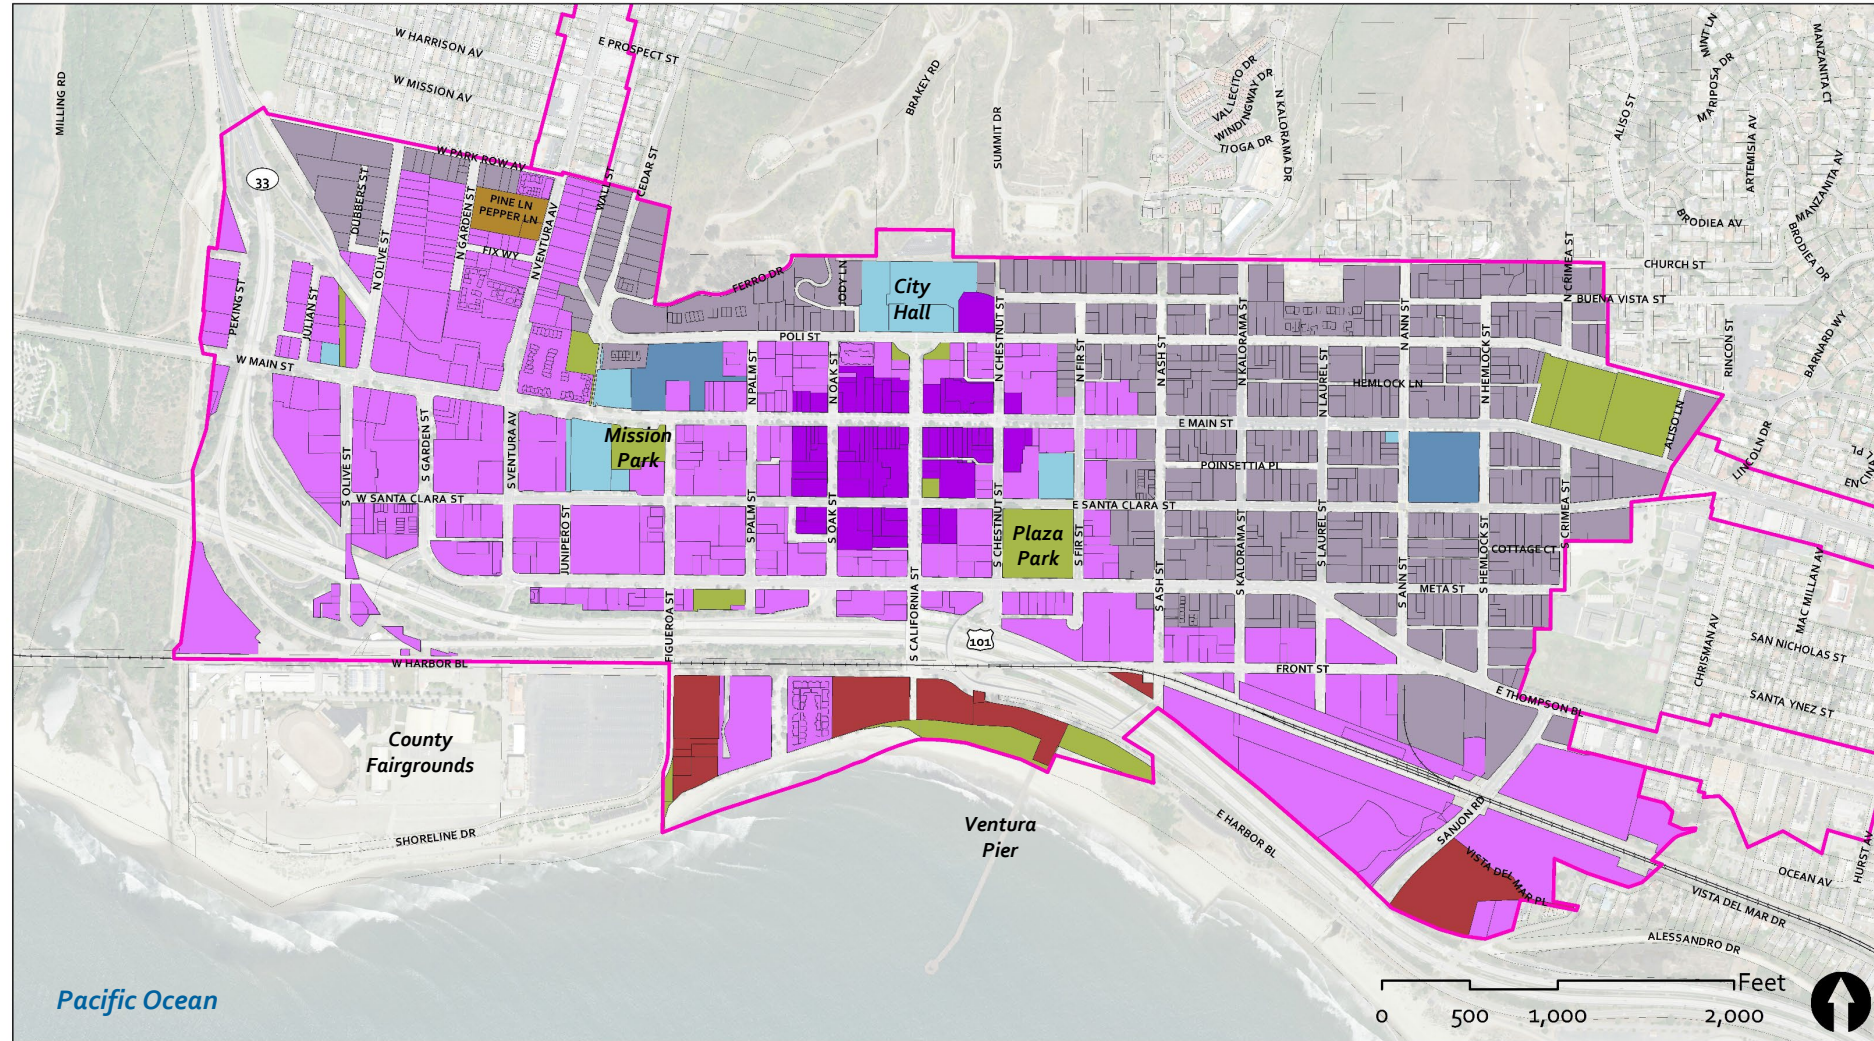 W HARRISON AV
E PROSPECT ST
W MISSION AV
MILLING RD
BRAKEY RD
SUMMIT DR
VALLECITO DR
WINDINGWAY DR
TIOGA DR
N KALORAMA DR
MINT LN
MARIPOSA DR
MANZANITA CT
ALISO ST
ARTEMISIA AV
MANZANITA AV
BRODIEA AV
BRODIEA DR
W PARK ROW AV
33
DUBBERS ST
N OLIVE ST
N GARDEN ST
PINE LN
PEPPER LN
FIX WY
N VENTURA AV
WALL ST
CEDAR ST
PEKING ST
JULIAN ST
FERRO DR
JODY LN
City
Hall
CHURCH ST
N CRIMEA ST
BUENA VISTA ST
POLI ST
W MAIN ST
N PALM ST
N OAK ST
N CHESTNUT ST
N FIR ST
N ASH ST
N KALORAMA ST
N LAUREL ST
N ANN ST
N HEMLOCK ST
HEMLOCK LN
RINCON ST
BARNARD WY
ALISO LN
LINCOLN DR
E MAIN ST
Mission
Park
POINSETTIA PL
S OLIVE ST
S GARDEN ST
S VENTURA AV
W SANTA CLARA ST
E SANTA CLARA ST
JUNIPERO ST
S PALM ST
S OAK ST
S CHESTNUT ST
Plaza
Park
S FIR ST
S ASH ST
S KALORAMA ST
S LAUREL ST
S ANN ST
S HEMLOCK ST
S CRIMEA ST
COTTAGE CT
META ST
FIGUEROA ST
S CALIFORNIA ST
101
W HARBOR BL
FRONT ST
E THOMPSON BL
CHRISMAN AV
MAC MILLAN AV
SAN NICHOLAS ST
SANTA YNEZ ST
County
Fairgrounds
SHORELINE DR
Ventura
Pier
E HARBOR BL
SANJON RD
VISTA DEL MAR PL
OCEAN AV
HURST AV
VISTA DEL MAR DR
ALESSANDRO DR
Pacific Ocean
Feet
0 500 1,000 2,000